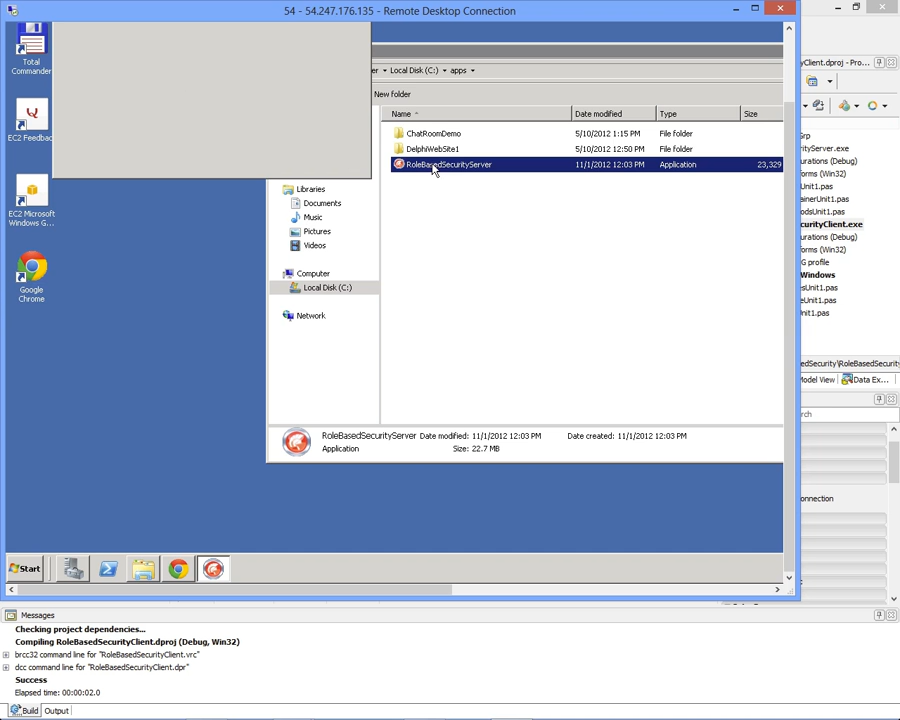 54 - 54.247.176.135 - Remote Desktop Connection
Total
Commander
EC2 Feedbac
EC2 Microsoft
Windows G...
Google
Chrome
er ▸ Local Disk (C:) ▸ apps ▸
New folder
Name Date modified Type Size
ChatRoomDemo 5/10/2012 1:15 PM File folder
DelphiWebSite1 5/10/2012 12:50 PM File folder
RoleBasedSecurityServer 11/1/2012 12:03 PM Application 23,329
Libraries
Documents
Music
Pictures
Videos
Computer
Local Disk (C:)
Network
RoleBasedSecurityServer Date modified: 11/1/2012 12:03 PM Date created: 11/1/2012 12:03 PM
Application Size: 22.7 MB
Start
yClient.dproj - Pro...
Grp
ityServer.exe
urations (Debug)
orms (Win32)
Unit1.pas
ainerUnit1.pas
odsUnit1.pas
curityClient.exe
urations (Debug)
orms (Win32)
G profile
Windows
esUnit1.pas
eUnit1.pas
Unit1.pas
edSecurity\RoleBasedSecurity
Model View Data Ex...
rch
onnection
Messages
Checking project dependencies...
Compiling RoleBasedSecurityClient.dproj (Debug, Win32)
brcc32 command line for "RoleBasedSecurityClient.vrc"
dcc command line for "RoleBasedSecurityClient.dpr"
Success
Elapsed time: 00:00:02.0
Build Output